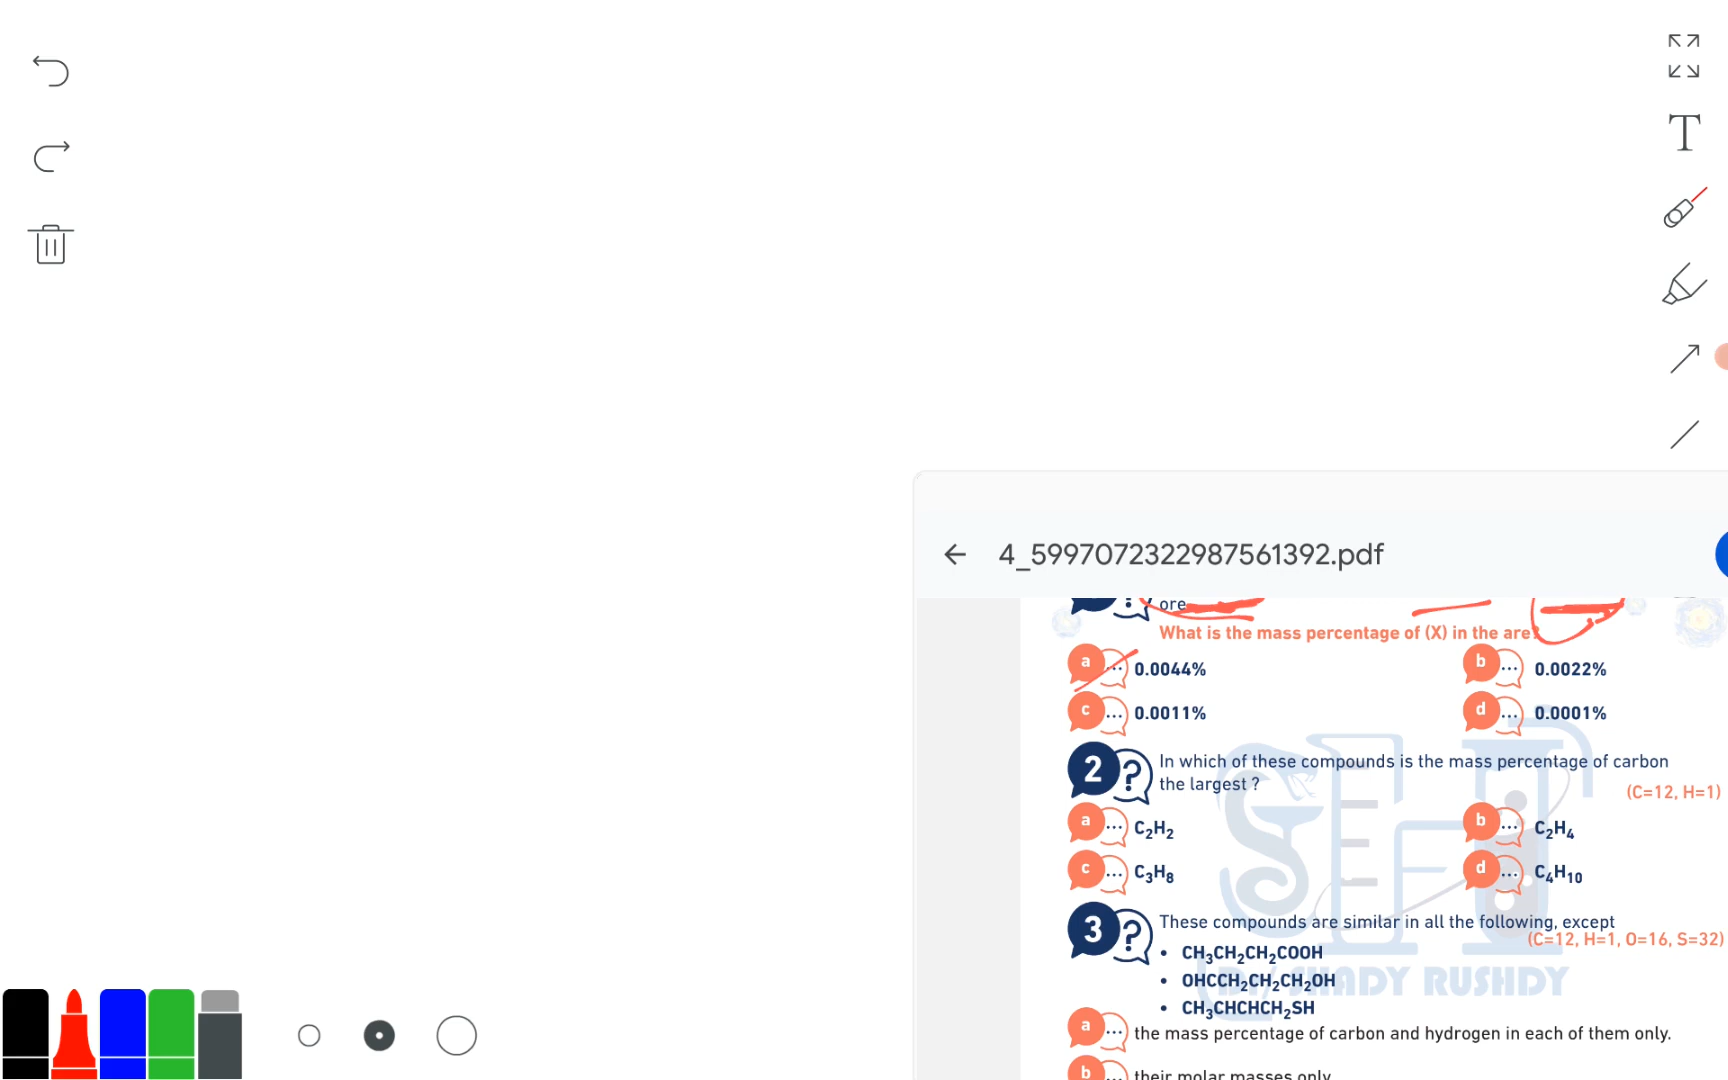 T
4_5997072322987561392.pdf
? ore
What is the mass percentage of (X) in the are?
a ... 0.0044%
b ... 0.0022%
c ... 0.0011%
d ... 0.0001%
2 ? In which of these compounds is the mass percentage of carbon
the largest ?
(C=12, H=1)
a ... C₂H₂
b ... C₂H₄
c ... C₃H₈
d ... C₄H₁₀
3 ? These compounds are similar in all the following, except
(C=12, H=1, O=16, S=32)
• CH₃CH₂CH₂COOH
• OHCCH₂CH₂CH₂OH
• CH₃CHCHCH₂SH
SHADY RUSHDY
a ... the mass percentage of carbon and hydrogen in each of them only.
b ... their molar masses only